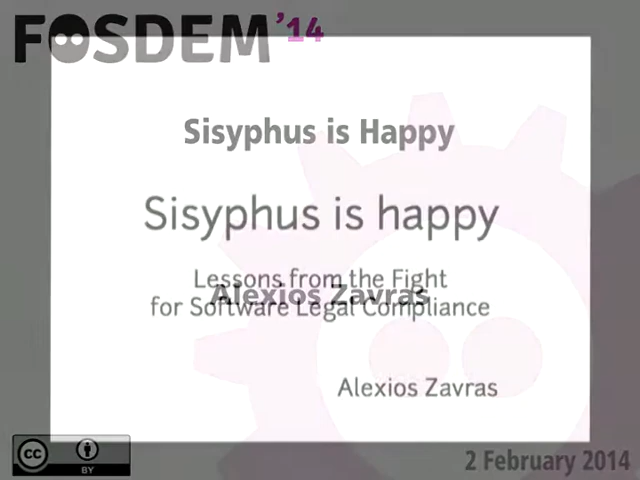 FOSDEM '14
Sisyphus is Happy
Sisyphus is happy
Lessons from the Fight
Alexios Zavras
for Software Legal Compliance
Alexios Zavras
cc
BY
2 February 2014